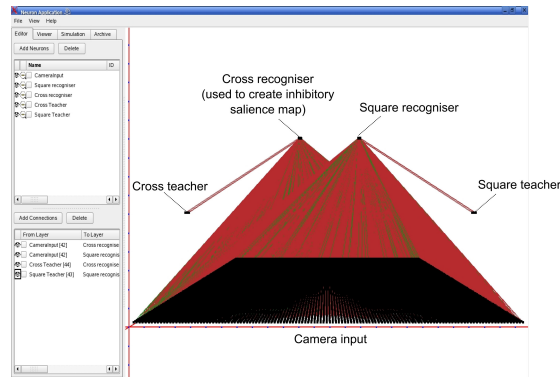 Neuron Application
File View Help
Editor Viewer Simulation Archive
Add Neurons Delete
Name ID
CameraInput
Square recogniser
Cross recogniser
Cross Teacher
Square Teacher
Add Connections Delete
From Layer To Layer
CameraInput [42] Cross recognise
CameraInput [42] Square recognis
Cross Teacher [44] Cross recognise
Square Teacher [43] Square recognis
Cross recogniser
(used to create inhibitory
salience map)
Square recogniser
Cross teacher
Square teacher
Camera input